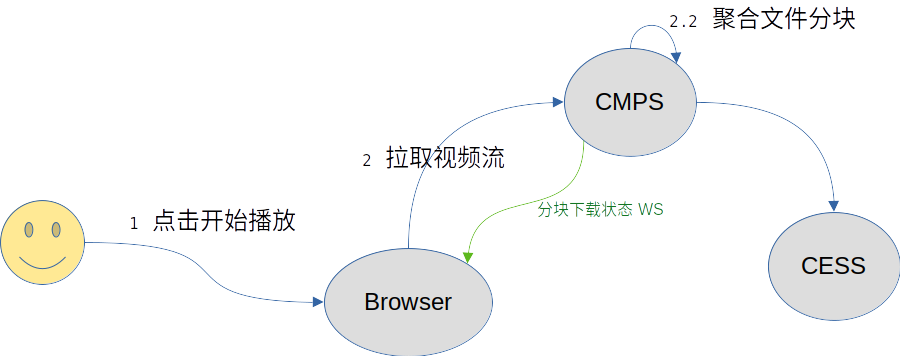 2.2 聚合文件分块
CMPS
2 拉取视频流
分块下载状态 WS
1 点击开始播放
CESS
Browser